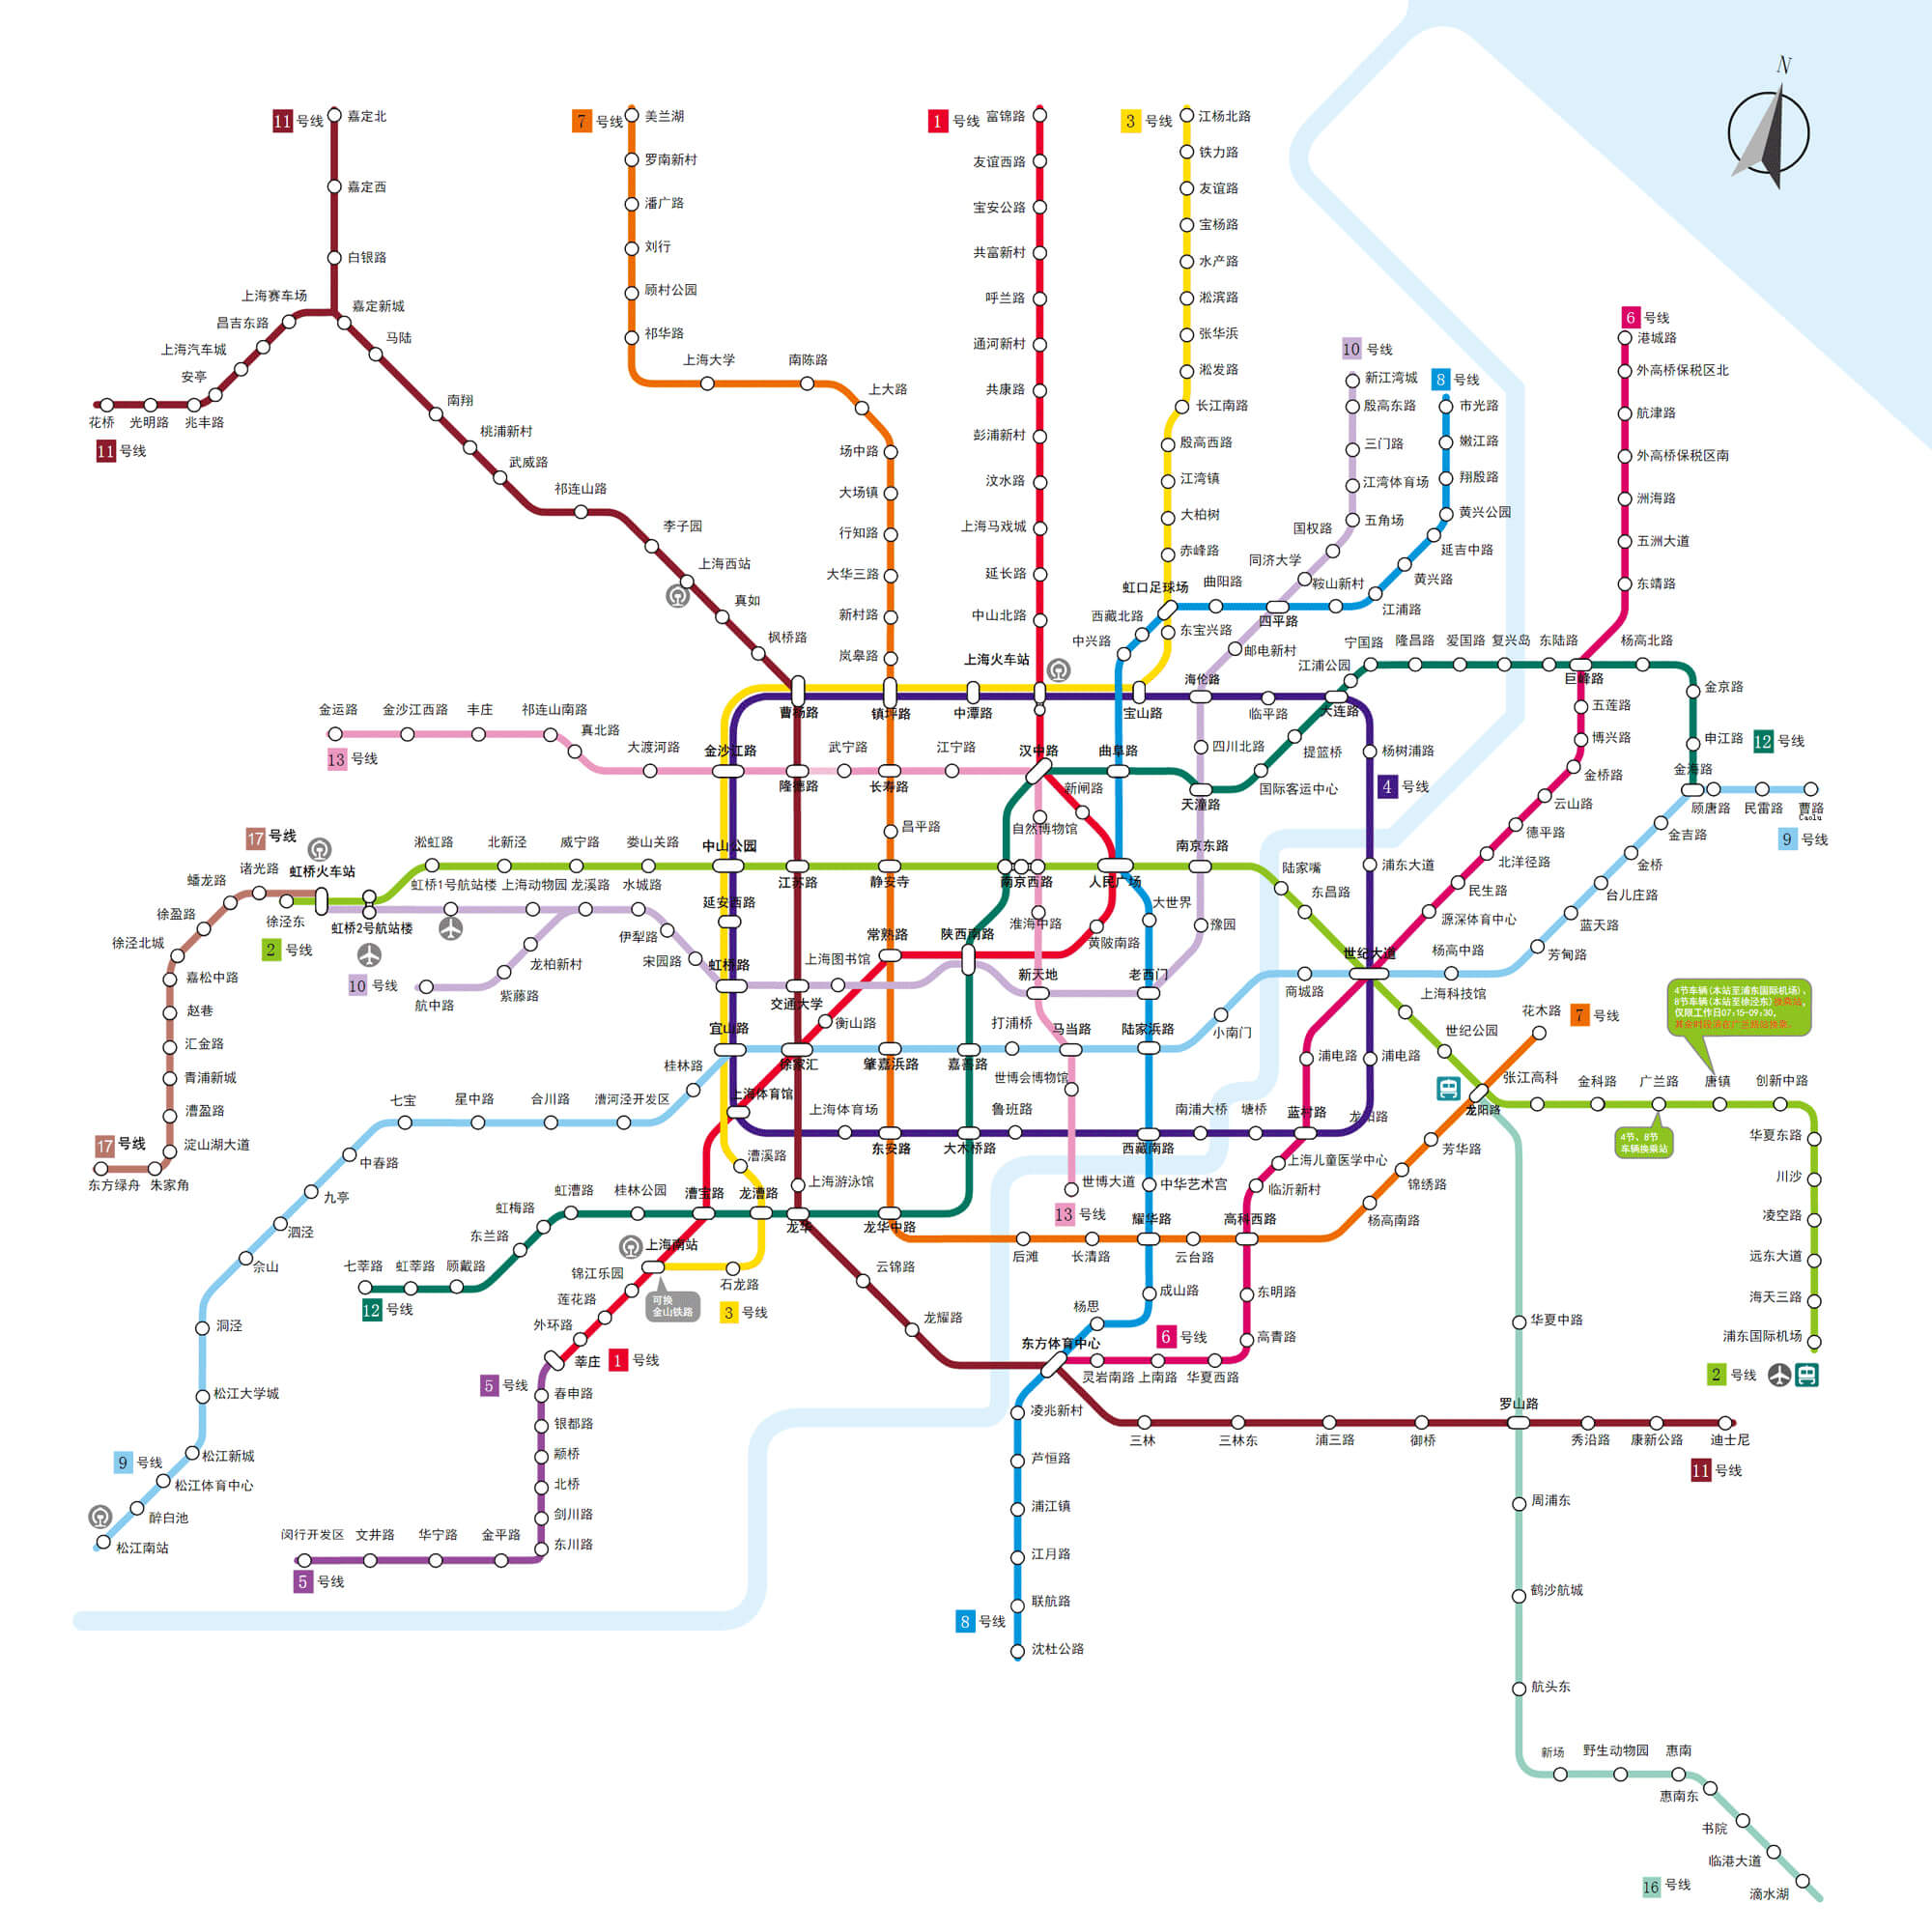 N
11 号线
嘉定北
嘉定西
白银路
上海赛车场
嘉定新城
昌吉东路
马陆
上海汽车城
安亭
花桥
光明路
兆丰路
11 号线
南翔
桃浦新村
武威路
祁连山路
李子园
上海西站
真如
枫桥路
7 号线
美兰湖
罗南新村
潘广路
刘行
顾村公园
祁华路
上海大学
南陈路
上大路
场中路
大场镇
行知路
大华三路
新村路
岚皋路
1 号线
富锦路
友谊西路
宝安公路
共富新村
呼兰路
通河新村
共康路
彭浦新村
汶水路
上海马戏城
延长路
中山北路
上海火车站
3 号线
江杨北路
铁力路
友谊路
宝杨路
水产路
淞滨路
张华浜
淞发路
长江南路
殷高西路
江湾镇
大柏树
赤峰路
虹口足球场
东宝兴路
10 号线
新江湾城
殷高东路
三门路
江湾体育场
五角场
国权路
同济大学
8 号线
市光路
嫩江路
翔殷路
黄兴公园
延吉中路
黄兴路
江浦路
鞍山新村
四平路
曲阳路
西藏北路
中兴路
邮电新村
海伦路
6 号线
港城路
外高桥保税区北
航津路
外高桥保税区南
洲海路
五洲大道
东靖路
江浦公园
宁国路
隆昌路
爱国路
复兴岛
东陆路
巨峰路
杨高北路
金京路
申江路
12 号线
金海路
顾唐路
民雷路
曹路
Caolu
9 号线
五莲路
博兴路
金桥路
云山路
德平路
北洋径路
民生路
源深体育中心
金吉路
金桥
台儿庄路
蓝天路
芳甸路
杨高中路
曹杨路
镇坪路
中潭路
宝山路
临平路
大连路
提篮桥
杨树浦路
4 号线
国际客运中心
浦东大道
金运路
金沙江西路
丰庄
祁连山南路
真北路
13 号线
大渡河路
金沙江路
隆德路
武宁路
长寿路
江宁路
汉中路
曲阜路
新闸路
四川北路
天潼路
自然博物馆
昌平路
17 号线
诸光路
虹桥火车站
蟠龙路
徐盈路
徐泾北城
嘉松中路
赵巷
汇金路
青浦新城
漕盈路
淀山湖大道
17 号线
东方绿舟
朱家角
徐泾东
2 号线
虹桥2号航站楼
淞虹路
北新泾
威宁路
娄山关路
中山公园
江苏路
静安寺
南京西路
人民广场
南京东路
陆家嘴
东昌路
虹桥1号航站楼
上海动物园
龙溪路
水城路
伊犁路
宋园路
龙柏新村
紫藤路
航中路
10 号线
延安西路
虹桥路
交通大学
上海图书馆
常熟路
陕西南路
淮海中路
黄陂南路
大世界
豫园
新天地
老西门
世纪大道
商城路
小南门
上海科技馆
世纪公园
宜山路
徐家汇
衡山路
肇嘉浜路
嘉善路
打浦桥
马当路
陆家浜路
世博会博物馆
桂林路
漕河泾开发区
合川路
星中路
七宝
中春路
九亭
泗泾
佘山
洞泾
松江大学城
松江新城
9 号线
松江体育中心
醉白池
松江南站
上海体育馆
上海体育场
东安路
大木桥路
鲁班路
西藏南路
南浦大桥
塘桥
蓝村路
浦电路
浦电路
上海儿童医学中心
临沂新村
漕溪路
上海游泳馆
龙漕路
漕宝路
桂林公园
虹漕路
虹梅路
东兰路
顾戴路
虹莘路
七莘路
12 号线
龙华
龙华中路
后滩
长清路
耀华路
云台路
高科西路
杨高南路
锦绣路
芳华路
龙阳路
花木路
7 号线
世博大道
13 号线
中华艺术宫
成山路
杨思
东方体育中心
上海南站
可换
金山铁路
石龙路
3 号线
锦江乐园
莲花路
外环路
莘庄
1 号线
5 号线
春申路
银都路
颛桥
北桥
剑川路
东川路
金平路
华宁路
文井路
闵行开发区
5 号线
云锦路
龙耀路
6 号线
东明路
高青路
灵岩南路
上南路
华夏西路
凌兆新村
芦恒路
浦江镇
江月路
联航路
沈杜公路
8 号线
三林
三林东
浦三路
御桥
罗山路
秀沿路
康新公路
迪士尼
11 号线
4节车辆(本站至浦东国际机场)、
8节车辆(本站至徐泾东)换乘站,
仅限工作日07:15-09:30,
张江高科
金科路
广兰路
唐镇
创新中路
4节、8节
车辆换乘站
华夏东路
川沙
凌空路
远东大道
海天三路
浦东国际机场
2 号线
华夏中路
周浦东
鹤沙航城
航头东
新场
野生动物园
惠南
惠南东
书院
临港大道
滴水湖
16 号线